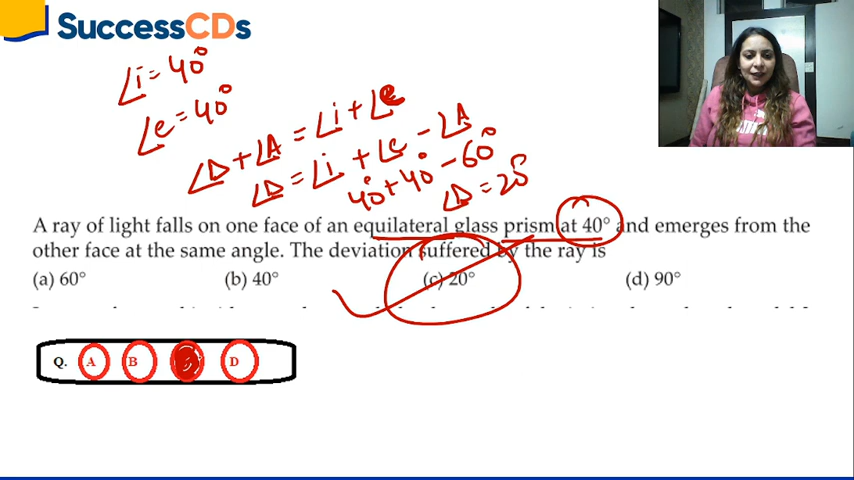 SuccessCDs
∠i = 40°
∠e = 40°
∠D + ∠A = ∠i + ∠e
∠D = ∠i + ∠e - ∠A
40° + 40° - 60°
∠D = 20°
A ray of light falls on one face of an equilateral glass prism at 40° and emerges from the
other face at the same angle. The deviation suffered by the ray is
(a) 60° (b) 40° (c) 20° (d) 90°
Q. A B D